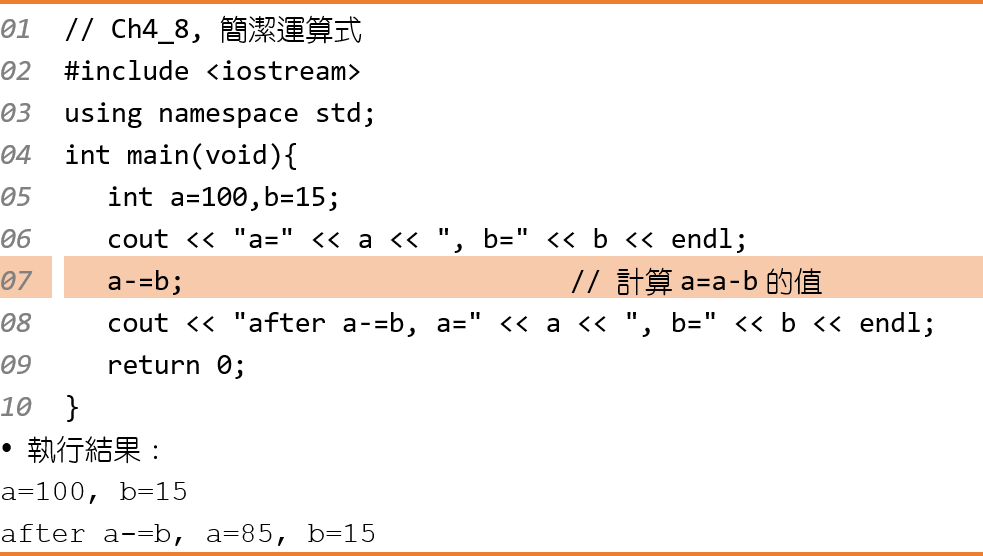 01 // Ch4_8, 簡潔運算式
02 #include <iostream>
03 using namespace std;
04 int main(void){
05 int a=100,b=15;
06 cout << "a=" << a << ", b=" << b << endl;
07 a-=b; // 計算 a=a-b 的值
08 cout << "after a-=b, a=" << a << ", b=" << b << endl;
09 return 0;
10 }
• 執行結果：
a=100, b=15
after a-=b, a=85, b=15